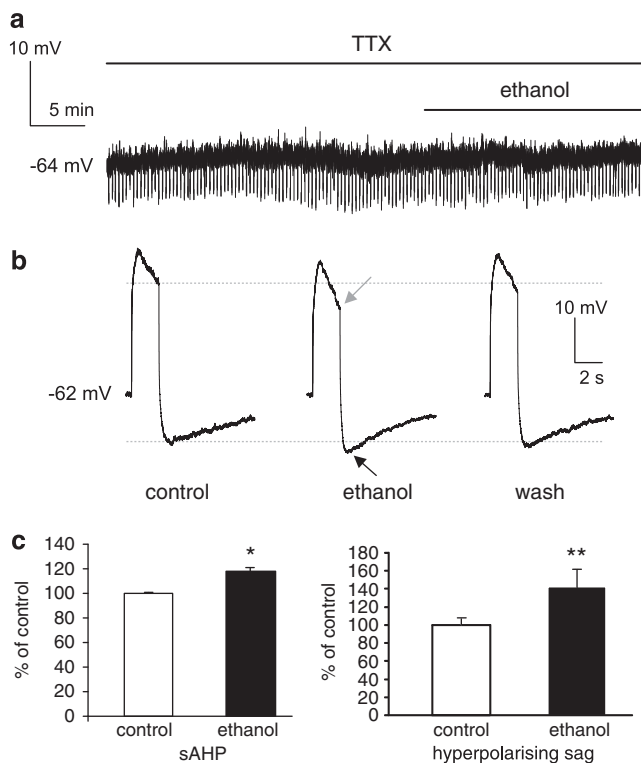 a
10 mV
5 min
TTX
ethanol
-64 mV
b
-62 mV
10 mV
2 s
control ethanol wash
c
% of control
140
120
100
80
60
40
20
0
*
control ethanol
sAHP
% of control
180
160
140
120
100
80
60
40
20
0
**
control ethanol
hyperpolarising sag